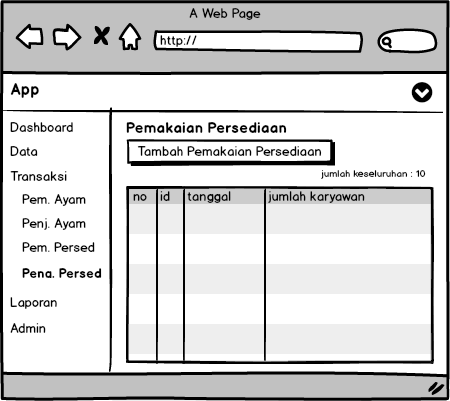 A Web Page
http://
App
Dashboard
Data
Transaksi
Pem. Ayam
Penj. Ayam
Pem. Persed
Peng. Persed
Laporan
Admin
Pemakaian Persediaan
Tambah Pemakaian Persediaan
jumlah keseluruhan : 10
no id tanggal jumlah karyawan